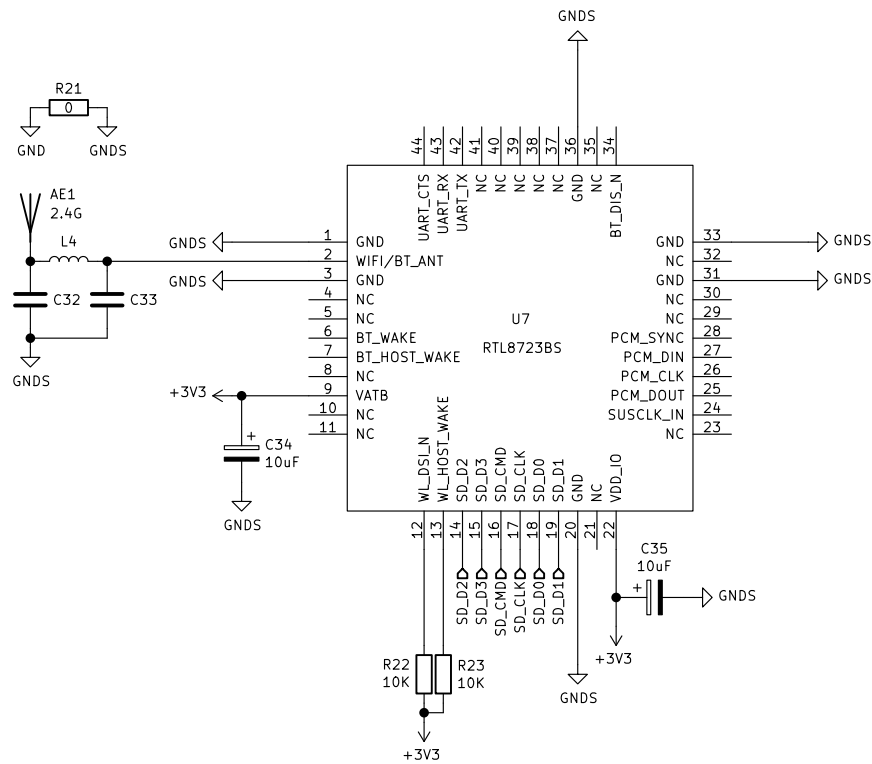 GNDS
R21
0
GND
GNDS
AE1
2.4G
L4
C32
C33
GNDS
GNDS
GNDS
+3V3
C34
10uF
+
GNDS
44
43
42
41
40
39
38
37
36
35
34
UART_CTS
UART_RX
UART_TX
NC
NC
NC
NC
NC
GND
NC
BT_DIS_N
1 GND
2 WIFI/BT_ANT
3 GND
4 NC
5 NC
6 BT_WAKE
7 BT_HOST_WAKE
8 NC
9 VATB
10 NC
11 NC
U7
RTL8723BS
GND 33
NC 32
GND 31
NC 30
NC 29
PCM_SYNC 28
PCM_DIN 27
PCM_CLK 26
PCM_DOUT 25
SUSCLK_IN 24
NC 23
GNDS
GNDS
WL_DSI_N
WL_HOST_WAKE
SD_D2
SD_D3
SD_CMD
SD_CLK
SD_D0
SD_D1
GND
NC
VDD_IO
12
13
14
15
16
17
18
19
20
21
22
SD_D2
SD_D3
SD_CMD
SD_CLK
SD_D0
SD_D1
C35
10uF
+
GNDS
+3V3
R22
10K
R23
10K
GNDS
+3V3